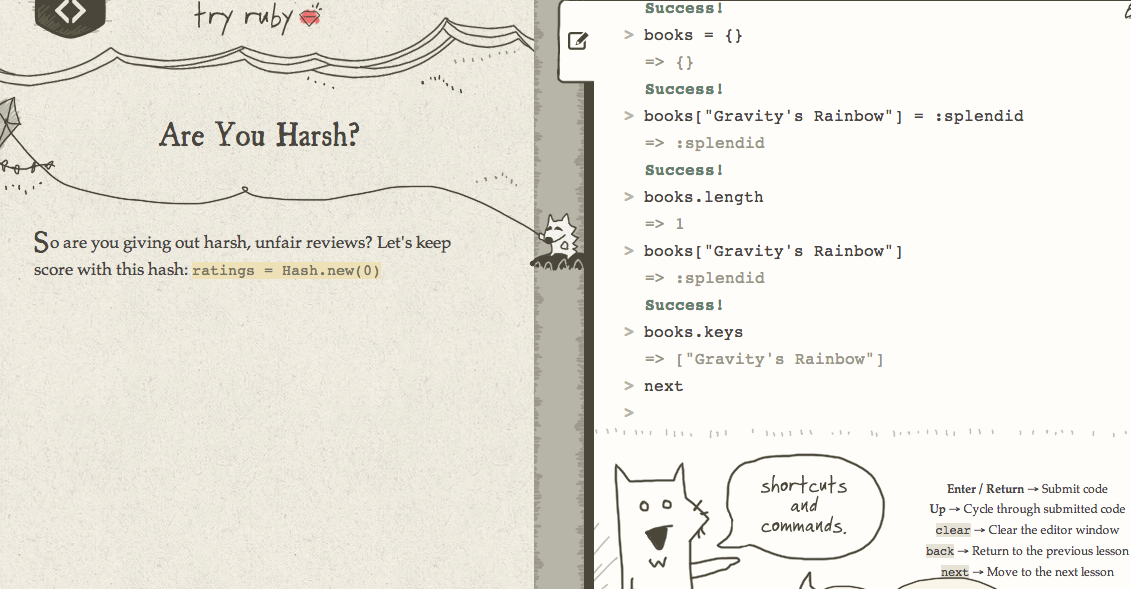 try ruby
Are You Harsh?
So are you giving out harsh, unfair reviews? Let's keep
score with this hash: ratings = Hash.new(0)
Success!
> books = {}
=> {}
Success!
> books["Gravity's Rainbow"] = :splendid
=> :splendid
Success!
> books.length
=> 1
> books["Gravity's Rainbow"]
=> :splendid
Success!
> books.keys
=> ["Gravity's Rainbow"]
> next
>
shortcuts
and
commands.
Enter / Return → Submit code
Up → Cycle through submitted code
clear → Clear the editor window
back → Return to the previous lesson
next → Move to the next lesson